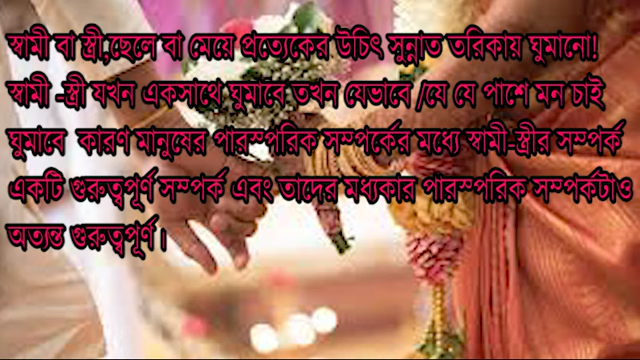 স্বামী বা স্ত্রী,ছেলে বা মেয়ে প্রত্যেকের উচিৎ সুন্নাত তরিকায় ঘুমানো!
স্বামী -স্ত্রী যখন একসাথে ঘুমাবে তখন যেভাবে /যে যে পাশে মন চাই
ঘুমাবে কারণ মানুষের পারস্পরিক সম্পর্কের মধ্যে স্বামী-স্ত্রীর সম্পর্ক
একটি গুরুত্বপূর্ণ সম্পর্ক এবং তাদের মধ্যকার পারস্পরিক সম্পর্কটাও
অত্যন্ত গুরুত্বপূর্ণ।